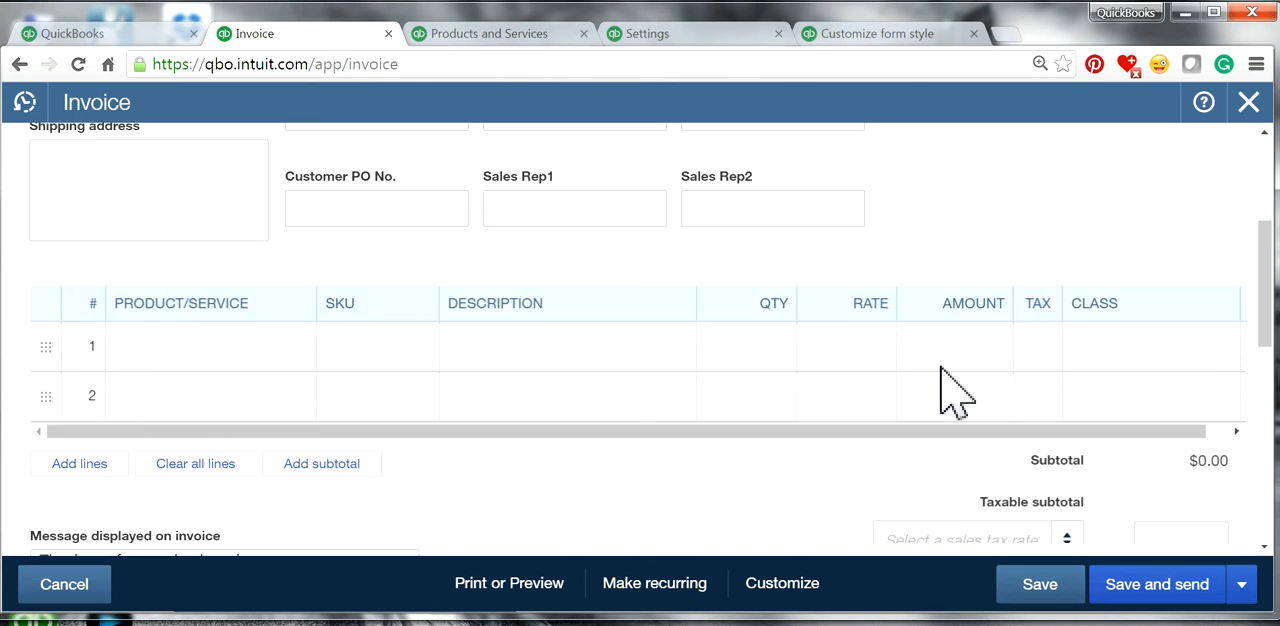 QuickBooks
QuickBooks
Invoice
Products and Services
Settings
Customize form style
https://qbo.intuit.com/app/invoice
Invoice
Shipping address
Customer PO No.
Sales Rep1
Sales Rep2
# PRODUCT/SERVICE SKU DESCRIPTION QTY RATE AMOUNT TAX CLASS
1
2
Add lines
Clear all lines
Add subtotal
Subtotal $0.00
Taxable subtotal
Message displayed on invoice
Select a sales tax rate
Cancel
Print or Preview
Make recurring
Customize
Save
Save and send